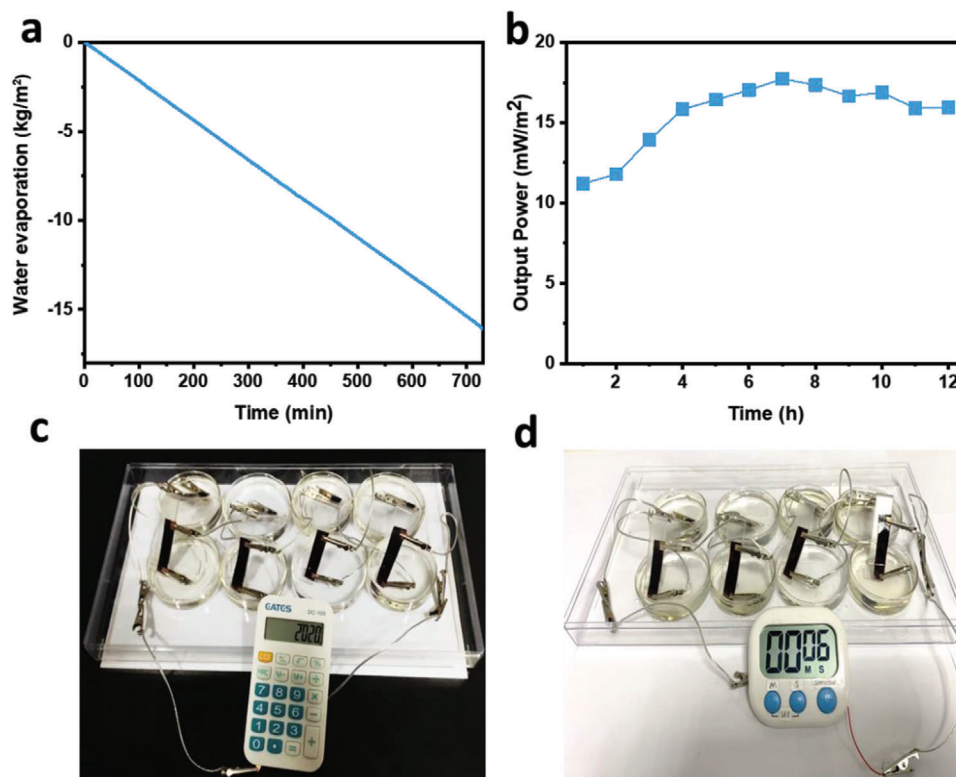 a
0
-5
-10
-15
Water evaporation (kg/m²)
0 100 200 300 400 500 600 700
Time (min)
b
20
15
10
5
0
Output Power (mW/m²)
2 4 6 8 10 12
Time (h)
c
EATES
2020.
7 8 9 ×
4 5 6 −
1 2 3 +
0 • =
d
00 06
M S
M S
SET